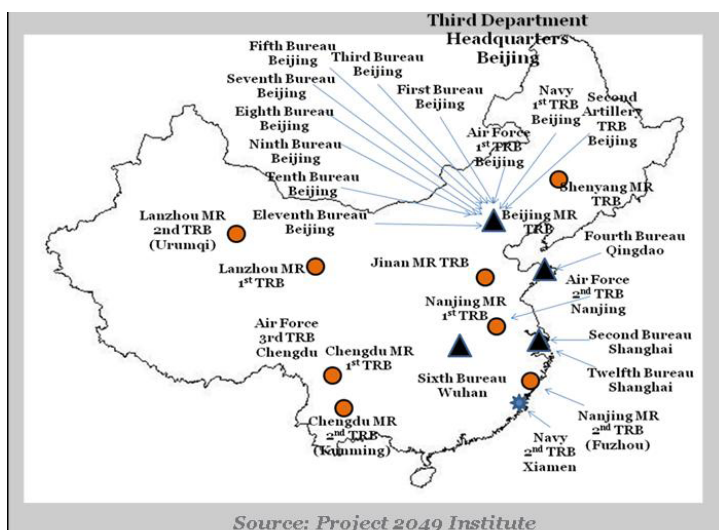 Third Department
Headquarters
Beijing
Fifth Bureau
Beijing
Third Bureau
Beijing
Seventh Bureau
Beijing
First Bureau
Beijing
Navy
1st TRB
Beijing
Second
Artillery
TRB
Beijing
Eighth Bureau
Beijing
Air Force
1st TRB
Beijing
Ninth Bureau
Beijing
Tenth Bureau
Beijing
Shenyang MR
TRB
Lanzhou MR
2nd TRB
(Urumqi)
Eleventh Bureau
Beijing
Beijing MR
TRB
Fourth Bureau
Qingdao
Lanzhou MR
1st TRB
Jinan MR TRB
Air Force
2nd TRB
Nanjing
Nanjing MR
1st TRB
Air Force
3rd TRB
Chengdu
Chengdu MR
1st TRB
Second Bureau
Shanghai
Sixth Bureau
Wuhan
Twelfth Bureau
Shanghai
Chengdu MR
2nd TRB
(Kunming)
Nanjing MR
2nd TRB
(Fuzhou)
Navy
2nd TRB
Xiamen
Source: Project 2049 Institute